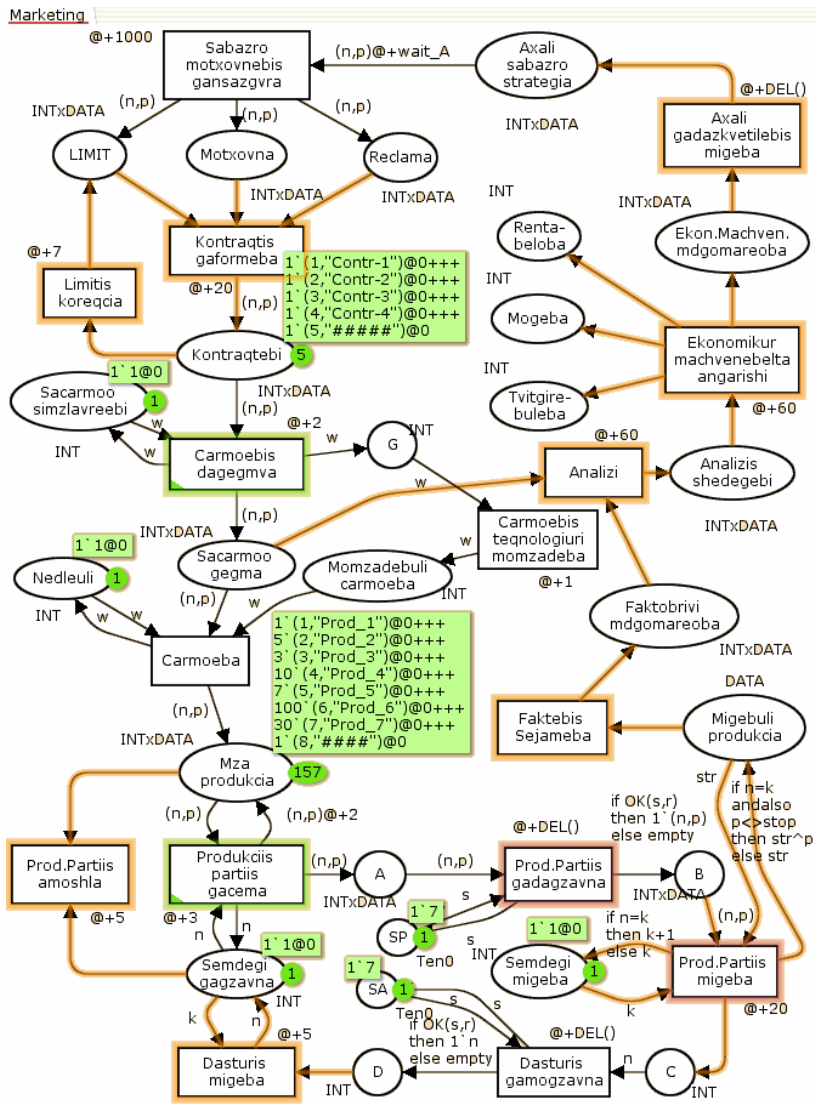 Marketing
@+1000
Sabazro
motxovnebis
gansazgvra
(n,p)@+wait_A
Axali
sabazro
strategia
@+DEL()
INTxDATA
(n,p)
(n,p)
(n,p)
INTxDATA
Axali
gadazkvetilebis
migeba
LIMIT
Motxovna
Reclama
INTxDATA
INTxDATA
INT
INTxDATA
Kontraqtis
gaformeba
Renta-
beloba
Ekon.Machven.
mdgomareoba
@+7
Limitis
koreqcia
@+20
(n,p)
1`(1,"Contr-1")@0+++
1`(2,"Contr-2")@0+++
1`(3,"Contr-3")@0+++
1`(4,"Contr-4")@0+++
1`(5,"#####")@0
INT
Mogeba
Kontraqtebi
5
Ekonomikur
machvenebelta
angarishi
INT
1`1@0
Sacarmoo
simzlavreebi
1
INTxDATA
(n,p)
Tvitgire-
buleba
@+60
INT
w
w
@+2
Carmoebis
dagegmva
w
G
INT
@+60
Analizi
Analizis
shedegebi
w
INTxDATA
(n,p)
INTxDATA
1`1@0
Sacarmoo
gegma
Carmoebis
teqnologiuri
momzadeba
w
@+1
Nedleuli
1
INT
(n,p)
Momzadebuli
carmoeba
INT
w
w
w
Carmoeba
Faktobrivi
mdgomareoba
INTxDATA
1`(1,"Prod_1")@0+++
5`(2,"Prod_2")@0+++
3`(3,"Prod_3")@0+++
10`(4,"Prod_4")@0+++
7`(5,"Prod_5")@0+++
100`(6,"Prod_6")@0+++
30`(7,"Prod_7")@0+++
1`(8,"####")@0
(n,p)
INTxDATA
DATA
Faktebis
Sejameba
Migebuli
produkcia
Mza
produkcia
157
str
if n=k
andalso
p<>stop
then str^p
else str
(n,p)
(n,p)@+2
if OK(s,r)
then 1`(n,p)
else empty
@+DEL()
Prod.Partiis
amoshla
@+5
Produkciis
partiis
gacema
@+3
(n,p)
A
INTxDATA
(n,p)
Prod.Partiis
gadagzavna
B
INTxDATA
(n,p)
n
n
1`7
SP
1
Ten0
s
s
1`1@0
if n=k
then k+1
else k
INT
1`1@0
Semdegi
gagzavna
1
INT
1`7
SA
1
Ten0
s
s
Semdegi
migeba
1
k
Prod.Partiis
migeba
@+20
k
n
@+5
if OK(s,r)
then 1`n
else empty
@+DEL()
Dasturis
migeba
D
INT
Dasturis
gamogzavna
n
C
INT